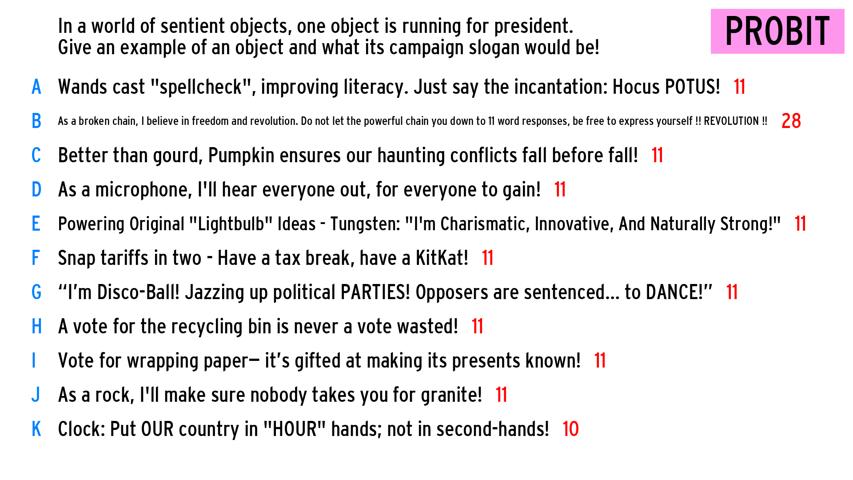 In a world of sentient objects, one object is running for president.
Give an example of an object and what its campaign slogan would be!
PROBIT
A Wands cast "spellcheck", improving literacy. Just say the incantation: Hocus POTUS! 11
B As a broken chain, I believe in freedom and revolution. Do not let the powerful chain you down to 11 word responses, be free to express yourself !! REVOLUTION !! 28
C Better than gourd, Pumpkin ensures our haunting conflicts fall before fall! 11
D As a microphone, I'll hear everyone out, for everyone to gain! 11
E Powering Original "Lightbulb" Ideas - Tungsten: "I'm Charismatic, Innovative, And Naturally Strong!" 11
F Snap tariffs in two - Have a tax break, have a KitKat! 11
G “I’m Disco-Ball! Jazzing up political PARTIES! Opposers are sentenced... to DANCE!” 11
H A vote for the recycling bin is never a vote wasted! 11
I Vote for wrapping paper— it’s gifted at making its presents known! 11
J As a rock, I'll make sure nobody takes you for granite! 11
K Clock: Put OUR country in "HOUR" hands; not in second-hands! 10